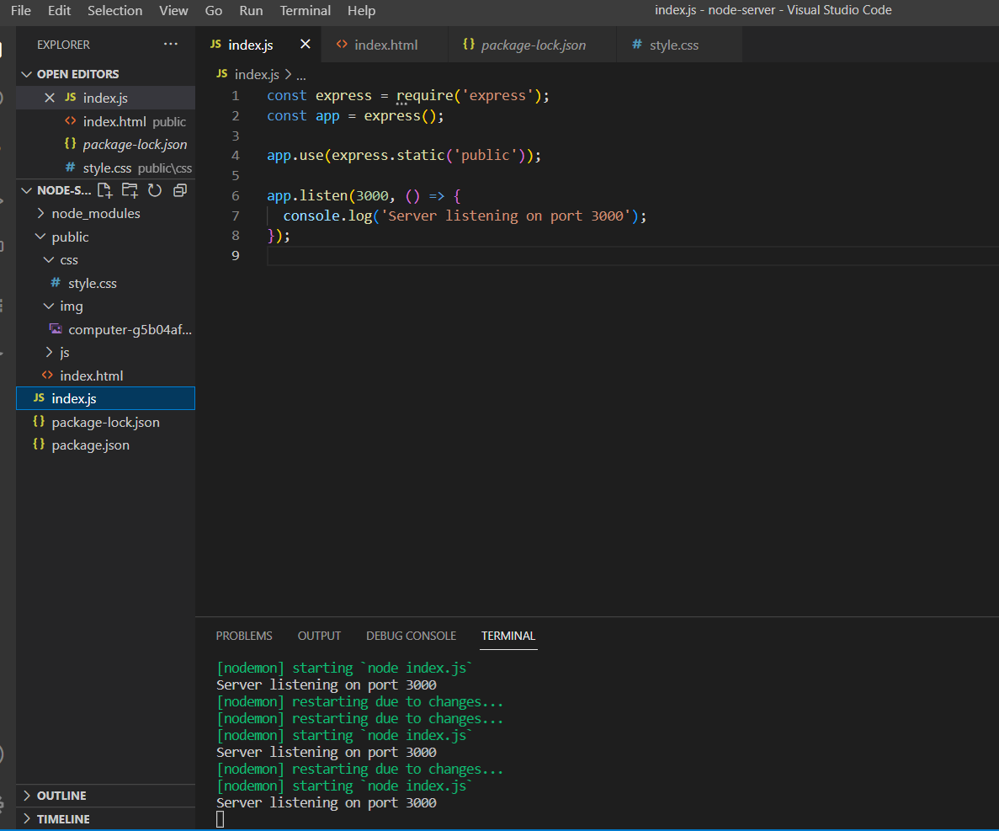 File Edit Selection View Go Run Terminal Help
index.js - node-server - Visual Studio Code
EXPLORER ...
OPEN EDITORS
JS index.js
<> index.html public
{} package-lock.json
# style.css public\css
NODE-S...
node_modules
public
css
# style.css
img
computer-g5b04af...
js
<> index.html
JS index.js
{} package-lock.json
{} package.json
OUTLINE
TIMELINE
JS index.js <> index.html {} package-lock.json # style.css
JS index.js > ...
1 const express = require('express');
2 const app = express();
3
4 app.use(express.static('public'));
5
6 app.listen(3000, () => {
7   console.log('Server listening on port 3000');
8 });
9
PROBLEMS OUTPUT DEBUG CONSOLE TERMINAL
[nodemon] starting `node index.js`
Server listening on port 3000
[nodemon] restarting due to changes...
[nodemon] restarting due to changes...
[nodemon] starting `node index.js`
Server listening on port 3000
[nodemon] restarting due to changes...
[nodemon] starting `node index.js`
Server listening on port 3000